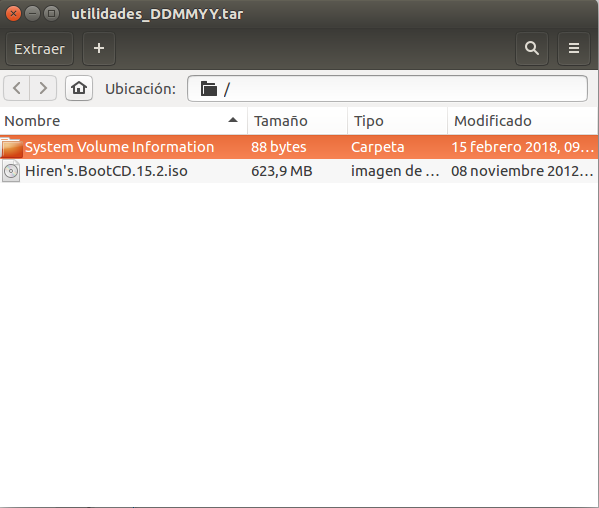 utilidades_DDMMYY.tar
Extraer
Ubicación: /
Nombre Tamaño Tipo Modificado
System Volume Information 88 bytes Carpeta 15 febrero 2018, 09...
Hiren's.BootCD.15.2.iso 623,9 MB imagen de ... 08 noviembre 2012...